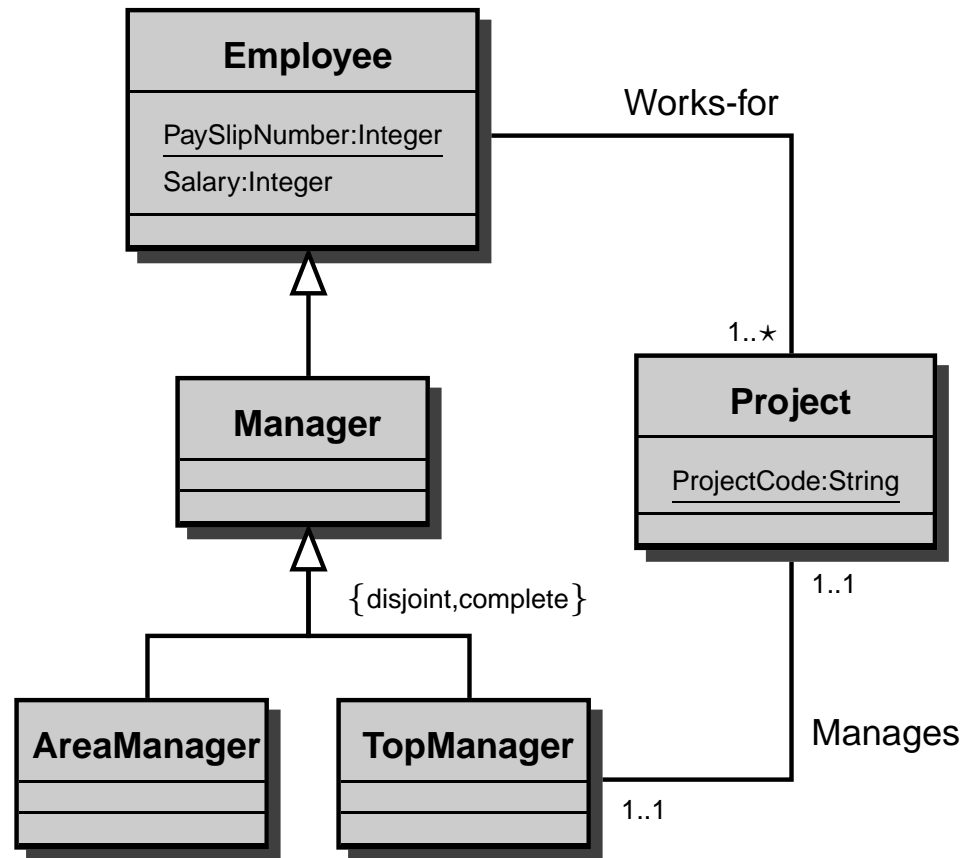 Employee
PaySlipNumber:Integer
Salary:Integer
Works-for
1..⋆
Manager
Project
ProjectCode:String
{disjoint,complete}
1..1
AreaManager
TopManager
Manages
1..1